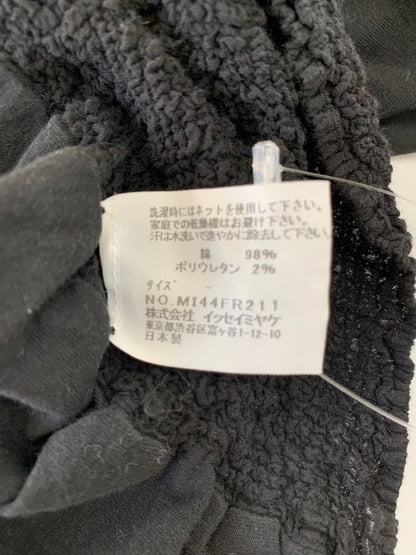 洗濯時にはネットを使用して下さい。
家庭での乾燥機はお避け下さい。
汗は水洗いで速やかに除去して下さい。
綿 98%
ポリウレタン 2%
サイズ -
NO.MI44FR211
株式会社 イッセイミヤケ
東京都渋谷区富ヶ谷1-12-10
日本製